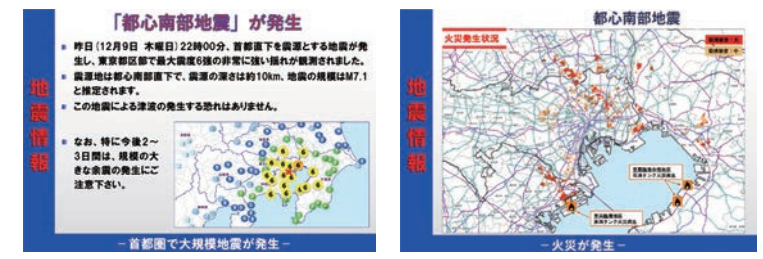 「都心南部地震」が発生
昨日(12月9日 木曜日)22時00分、首都直下を震源とする地震が発
生し、東京都区部で最大震度6強の非常に強い揺れが観測されました。
震源地は都心南部直下で、震源の深さは約10km、地震の規模はM7.1
と推定されます。
この地震による津波の発生する恐れはありません。
なお、特に今後2～
3日間は、規模の大
きな余震の発生にご
注意下さい。
地震情報
－首都圏で大規模地震が発生－
都心南部地震
火災発生状況
地震情報
－火災が発生－